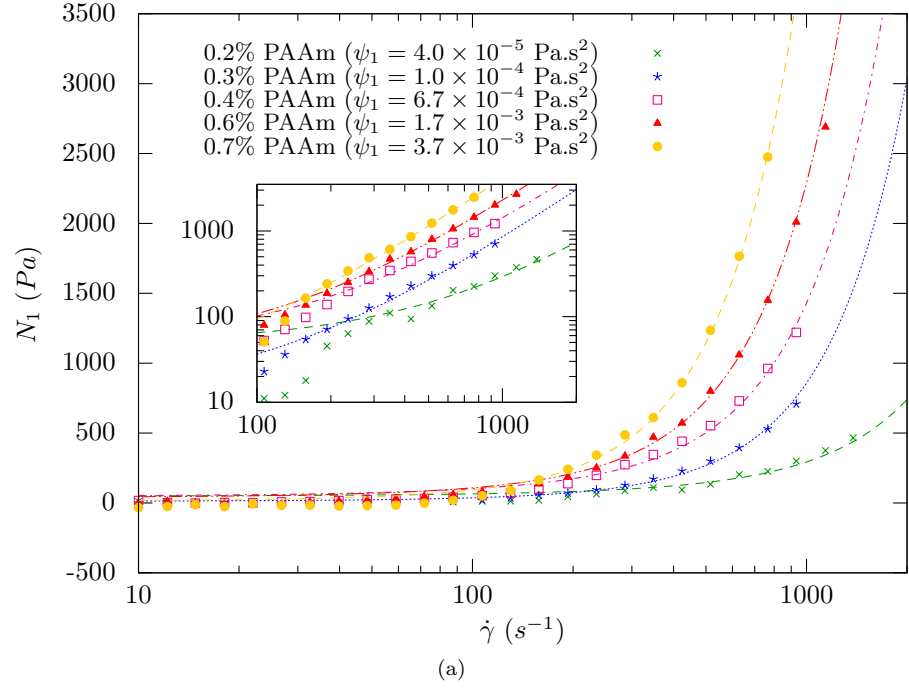 3500
3000
2500
2000
1500
1000
500
0
-500
10
100
1000
N₁ (Pa)
γ̇ (s⁻¹)
0.2% PAAm (ψ₁ = 4.0 × 10⁻⁵ Pa.s²)
0.3% PAAm (ψ₁ = 1.0 × 10⁻⁴ Pa.s²)
0.4% PAAm (ψ₁ = 6.7 × 10⁻⁴ Pa.s²)
0.6% PAAm (ψ₁ = 1.7 × 10⁻³ Pa.s²)
0.7% PAAm (ψ₁ = 3.7 × 10⁻³ Pa.s²)
1000
100
10
100
1000
(a)